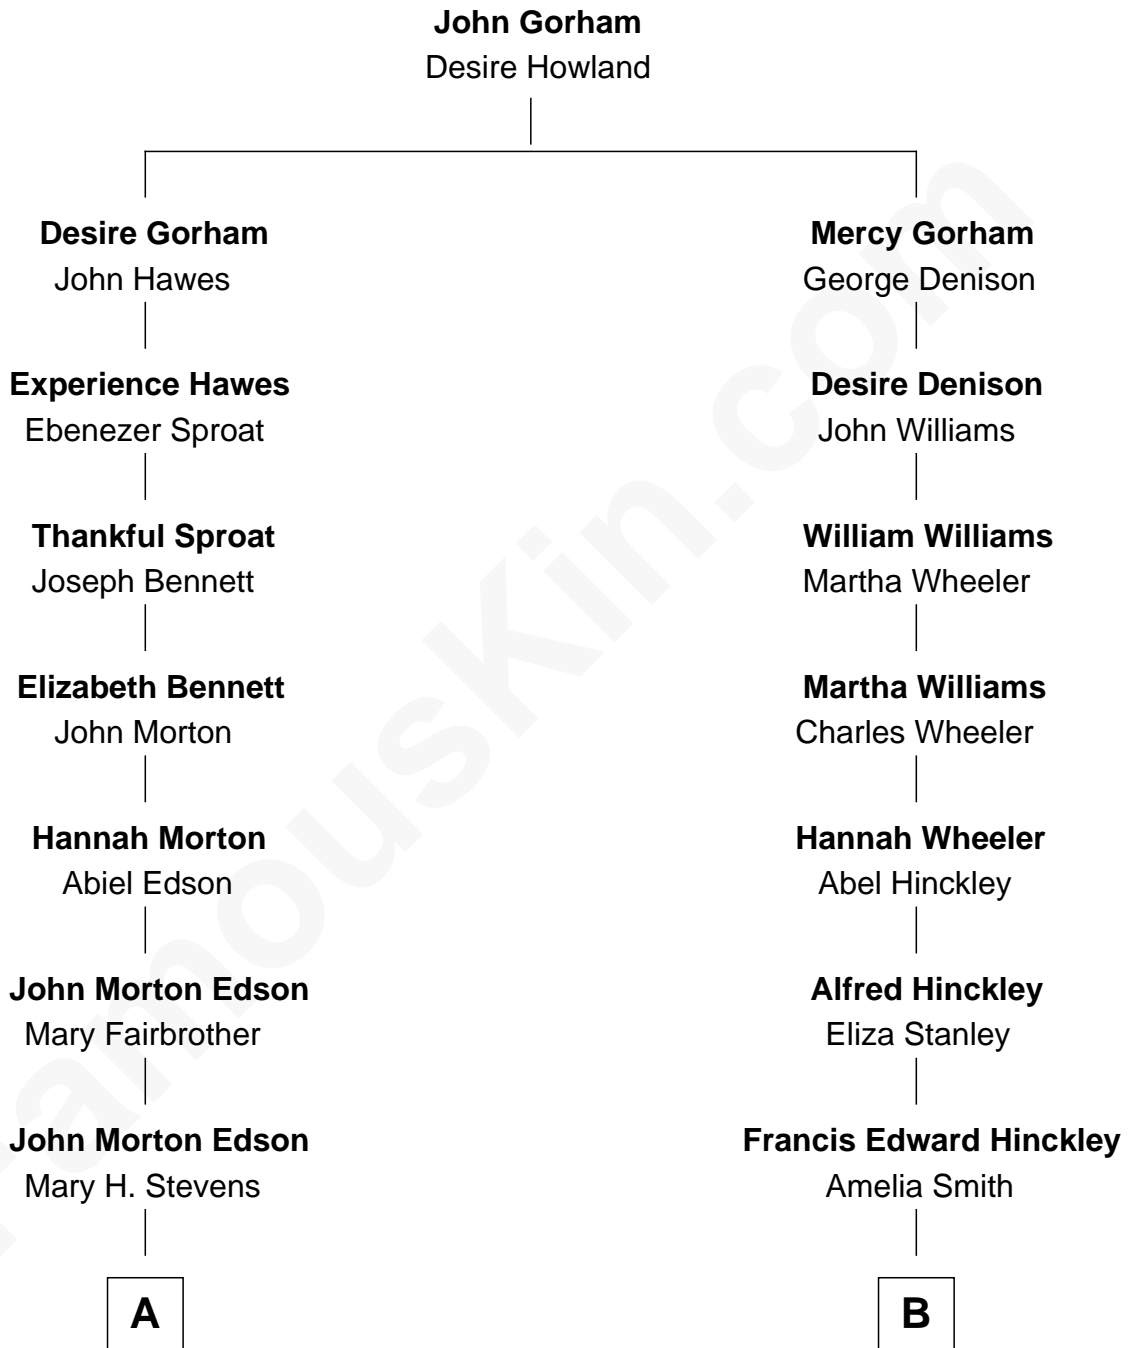 John Gorham
Desire Howland
Desire Gorham
John Hawes
Experience Hawes
Ebenezer Sproat
Thankful Sproat
Joseph Bennett
Elizabeth Bennett
John Morton
Hannah Morton
Abiel Edson
John Morton Edson
Mary Fairbrother
John Morton Edson
Mary H. Stevens
A
Mercy Gorham
George Denison
Desire Denison
John Williams
William Williams
Martha Wheeler
Martha Williams
Charles Wheeler
Hannah Wheeler
Abel Hinckley
Alfred Hinckley
Eliza Stanley
Francis Edward Hinckley
Amelia Smith
B
FamousKin.com